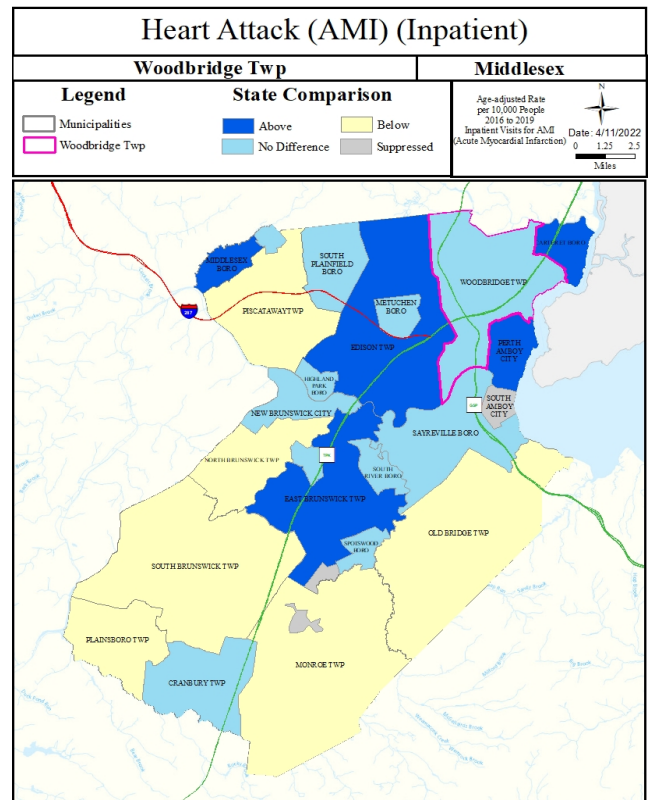 Heart Attack (AMI) (Inpatient)
Woodbridge Twp
Middlesex
Legend
State Comparison
Municipalities
Woodbridge Twp
Above
Below
No Difference
Suppressed
Age-adjusted Rate
per 10,000 People
2016 to 2019
Inpatient Visits for AMI
(Acute Myocardial Infarction)
N
Date: 4/11/2022
0 1.25 2.5
Miles
MIDDLESEX
BORO
SOUTH
PLAINFIELD
BORO
CARTERET BORO
WOODBRIDGE TWP
287
PISCATAWAY TWP
METUCHEN
BORO
EDISON TWP
PERTH
AMBOY
CITY
HIGHLAND
PARK
BORO
NEW BRUNSWICK CITY
SOUTH
AMBOY
CITY
SAYREVILLE BORO
NORTH BRUNSWICK TWP
SOUTH
RIVER BORO
EAST BRUNSWICK TWP
OLD BRIDGE TWP
SPOTSWOOD
BORO
SOUTH BRUNSWICK TWP
PLAINSBORO TWP
MONROE TWP
CRANBURY TWP